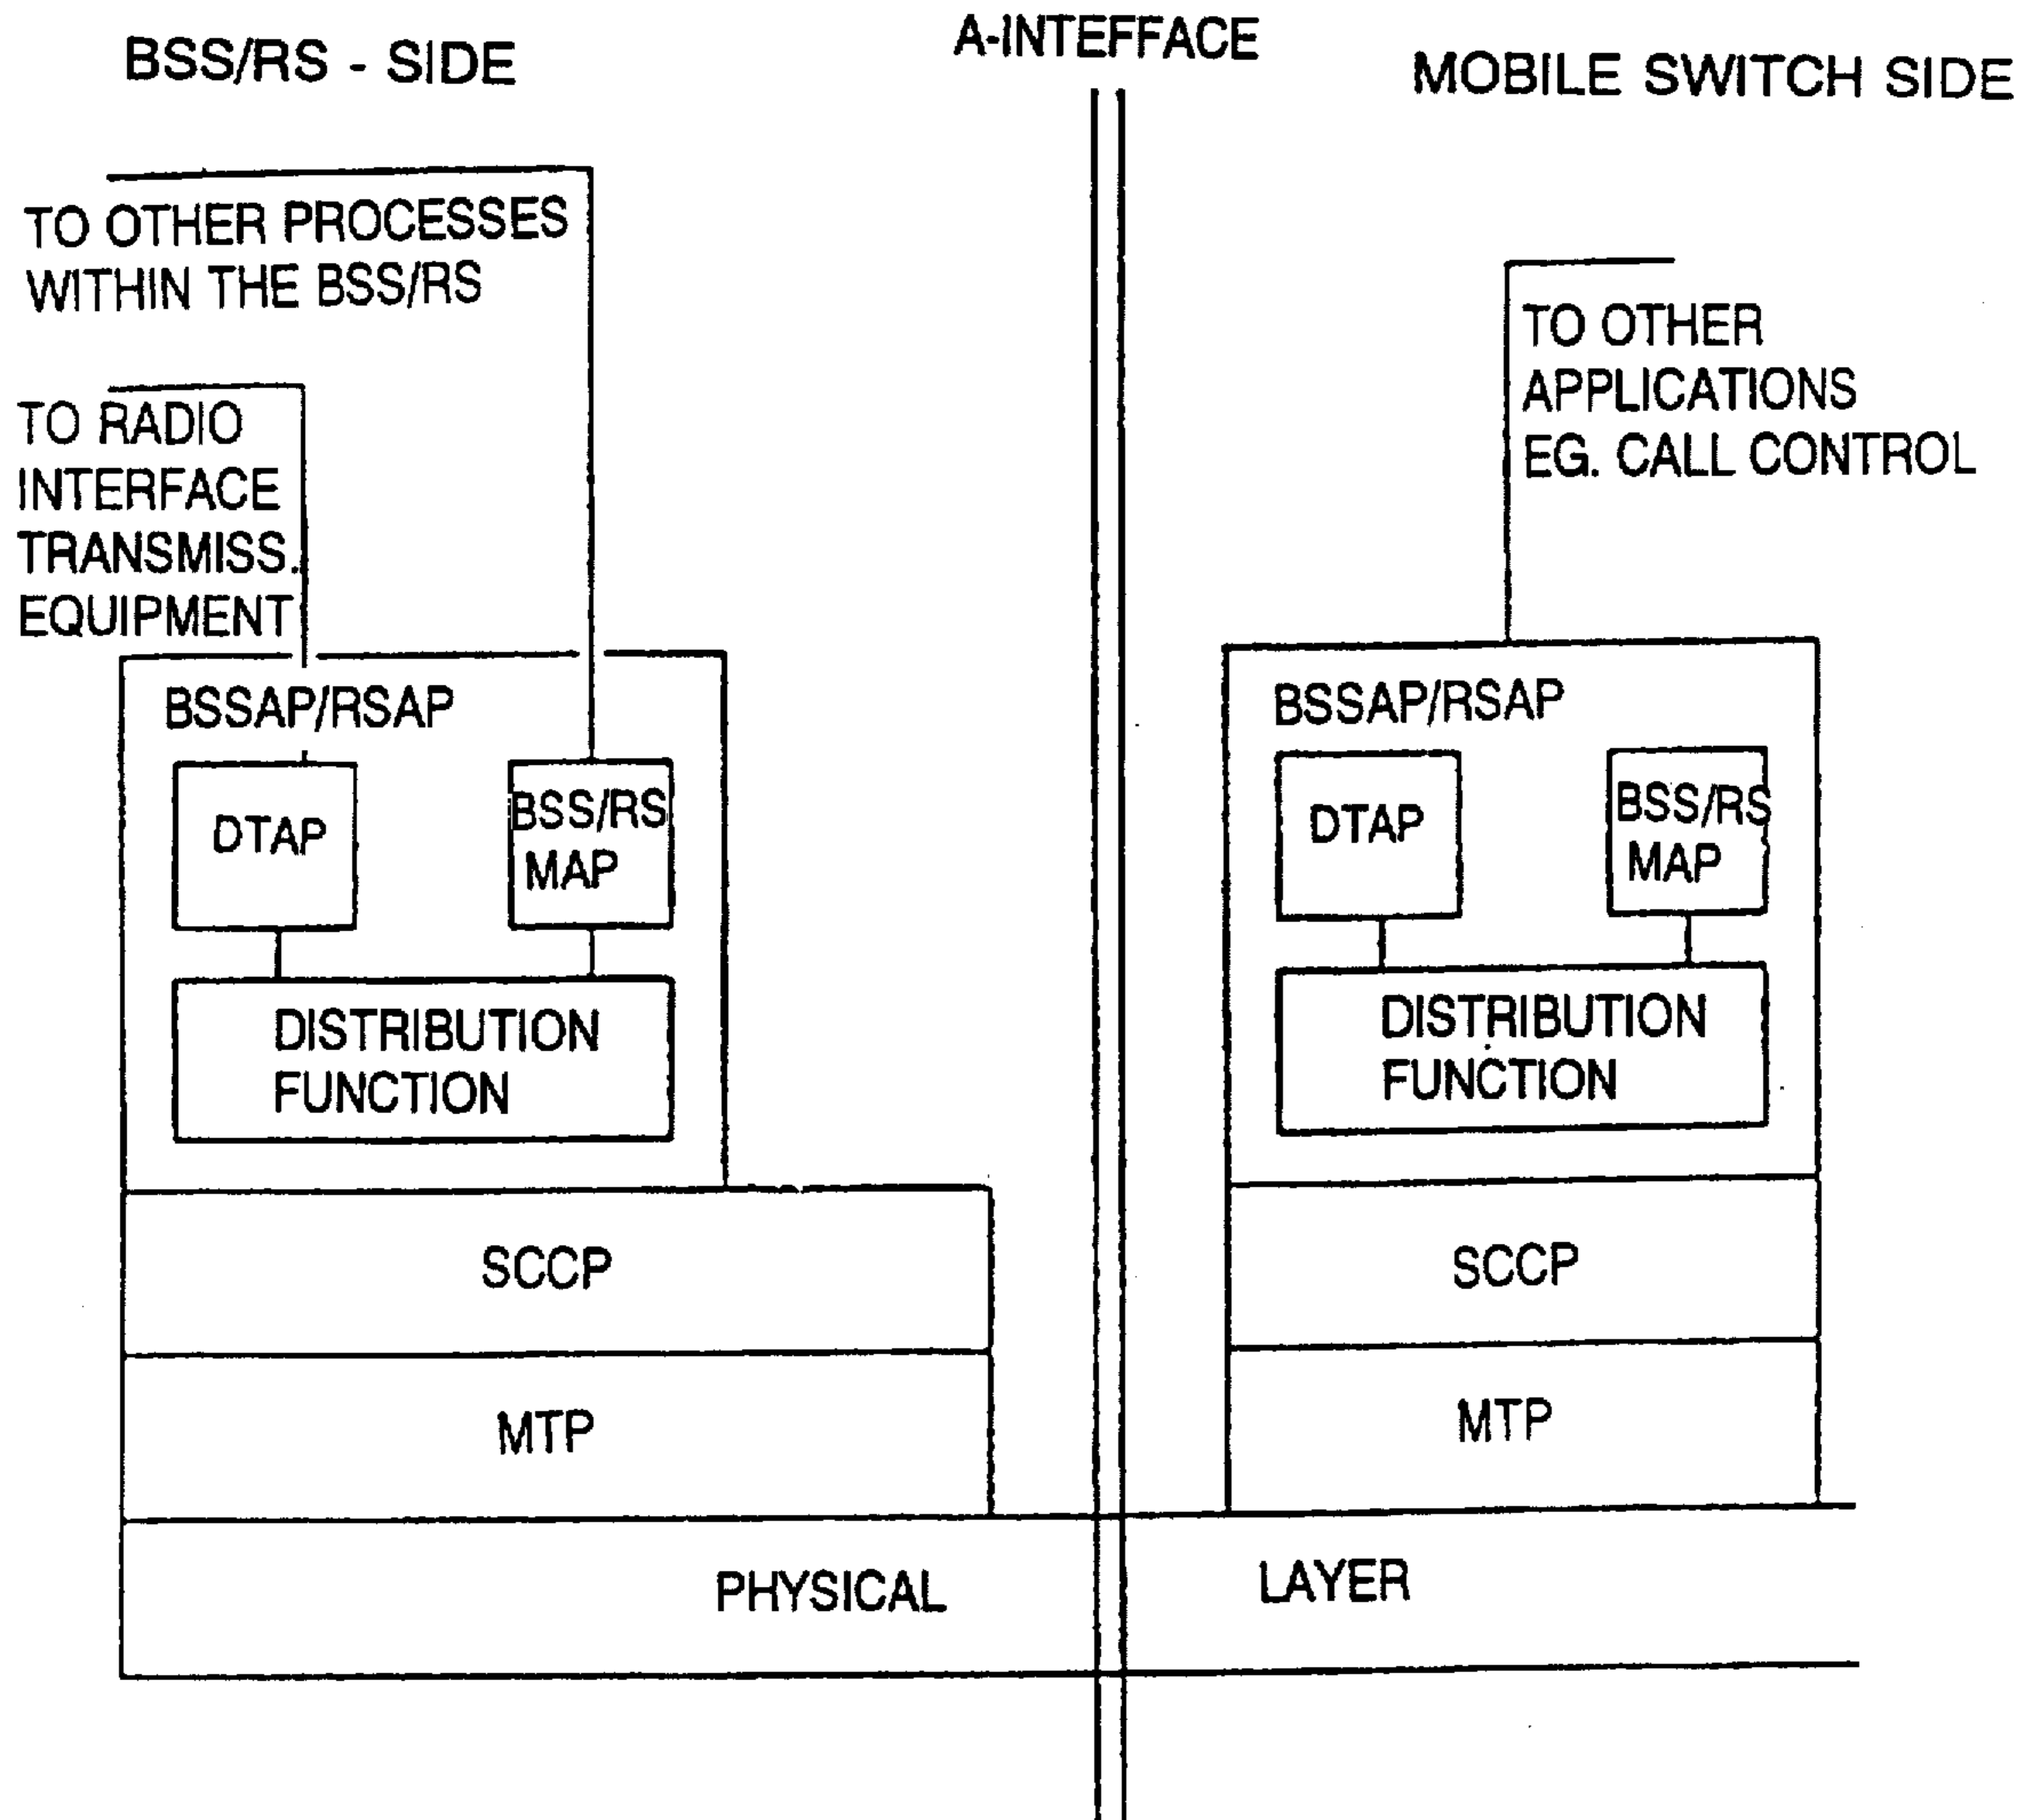 BSS/RS - SIDE
A-INTEFFACE
MOBILE SWITCH SIDE
TO OTHER PROCESSES
WITHIN THE BSS/RS
TO RADIO
INTERFACE
TRANSMISS.
EQUIPMENT
TO OTHER
APPLICATIONS
EG. CALL CONTROL
BSSAP/RSAP
DTAP
BSS/RS
MAP
DISTRIBUTION
FUNCTION
SCCP
MTP
BSSAP/RSAP
DTAP
BSS/RS
MAP
DISTRIBUTION
FUNCTION
SCCP
MTP
PHYSICAL LAYER